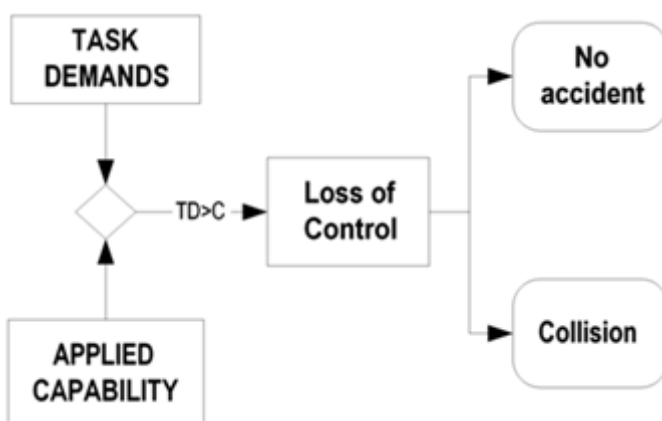 TASK
DEMANDS
No
accident
TD>C
Loss of
Control
Collision
APPLIED
CAPABILITY